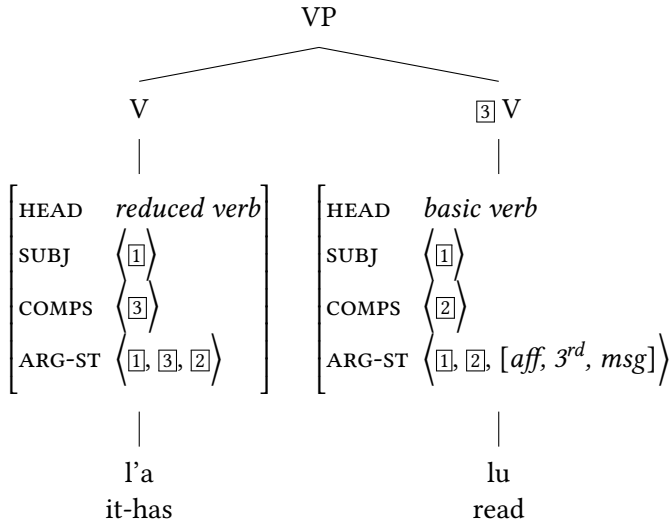 VP
V
3 V
HEAD reduced verb
SUBJ ⟨1⟩
COMPS ⟨3⟩
ARG-ST ⟨1, 3, 2⟩
HEAD basic verb
SUBJ ⟨1⟩
COMPS ⟨2⟩
ARG-ST ⟨1, 2, [aff, 3rd, msg]⟩
l'a
it-has
lu
read